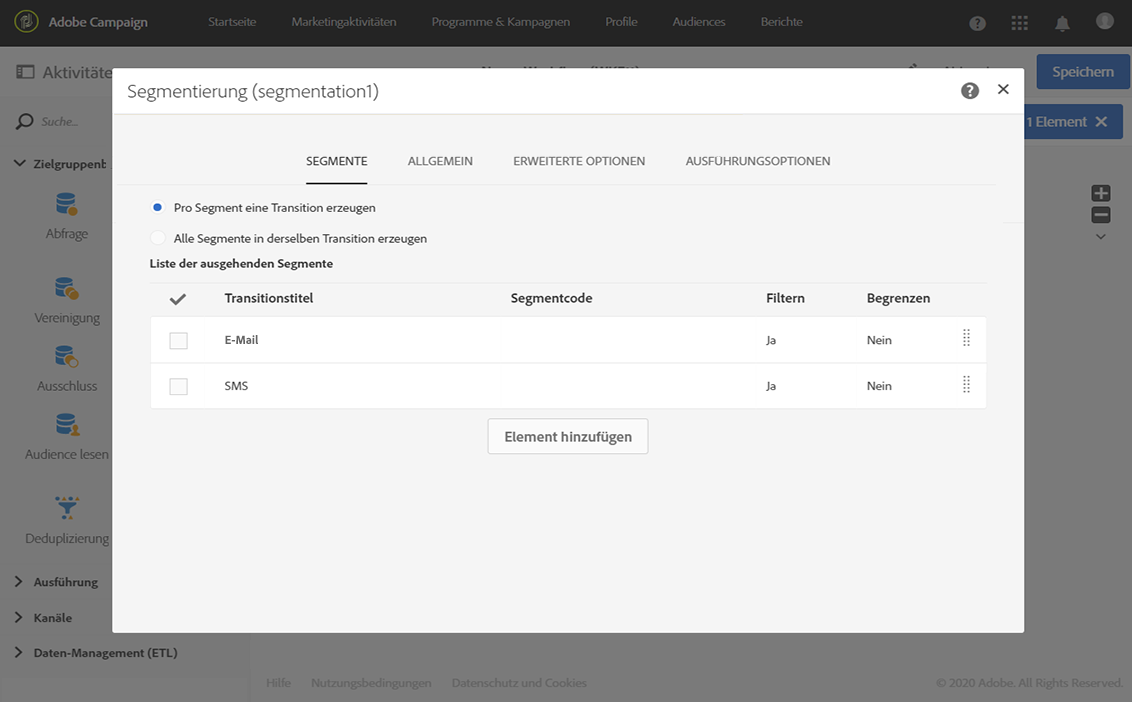 Adobe Campaign Startseite Marketingaktivitäten Programme & Kampagnen Profile Audiences Berichte
Speichern
Segmentierung (segmentation1)
Suche...
1 Element
SEGMENTE ALLGEMEIN ERWEITERTE OPTIONEN AUSFÜHRUNGSOPTIONEN
Pro Segment eine Transition erzeugen
Alle Segmente in derselben Transition erzeugen
Liste der ausgehenden Segmente
Transitionstitel Segmentcode Filtern Begrenzen
E-Mail Ja Nein
SMS Ja Nein
Element hinzufügen
Abfrage
Vereinigung
Ausschluss
Audience lesen
Deduplizierung
Ausführung
Kanäle
Daten-Management (ETL)
Hilfe Nutzungsbedingungen Datenschutz und Cookies © 2020 Adobe. All Rights Reserved.